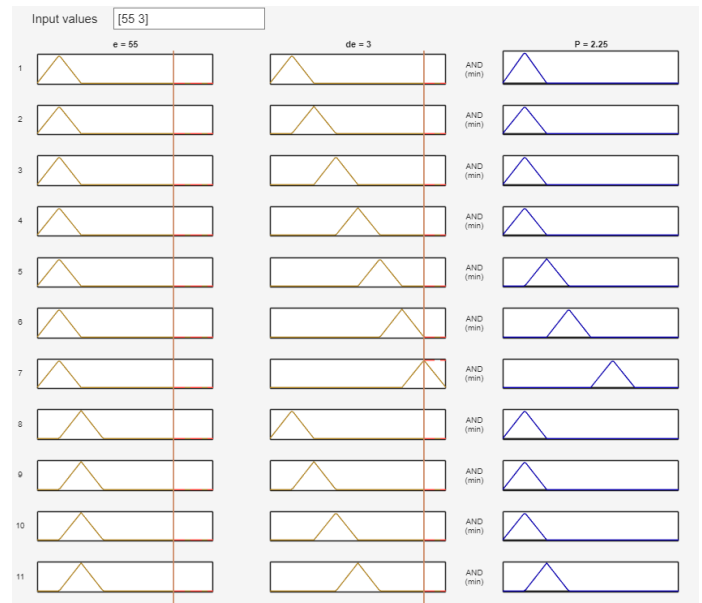 Input values [55 3]
e = 55 de = 3 P = 2.25
1 AND
(min)
2 AND
(min)
3 AND
(min)
4 AND
(min)
5 AND
(min)
6 AND
(min)
7 AND
(min)
8 AND
(min)
9 AND
(min)
10 AND
(min)
11 AND
(min)